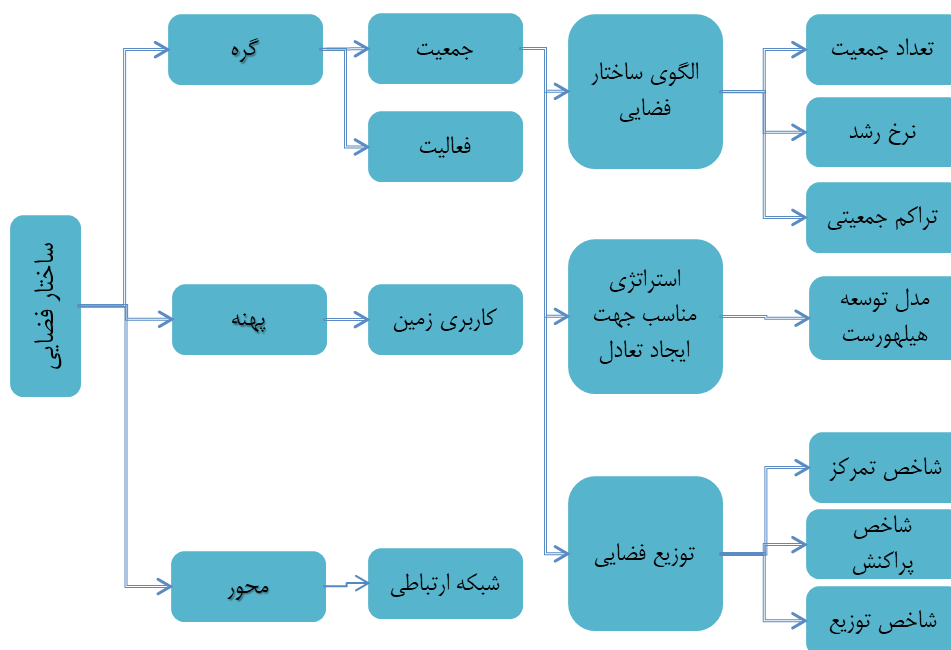 ساختار فضایی
گره
پهنه
محور
جمعیت
فعالیت
کاربری زمین
شبکه ارتباطی
الگوی ساختار
فضایی
استراتژی
مناسب جهت
ایجاد تعادل
توزیع فضایی
تعداد جمعیت
نرخ رشد
تراکم جمعیتی
مدل توسعه
هیلهورست
شاخص تمرکز
شاخص
پراکنش
شاخص توزیع